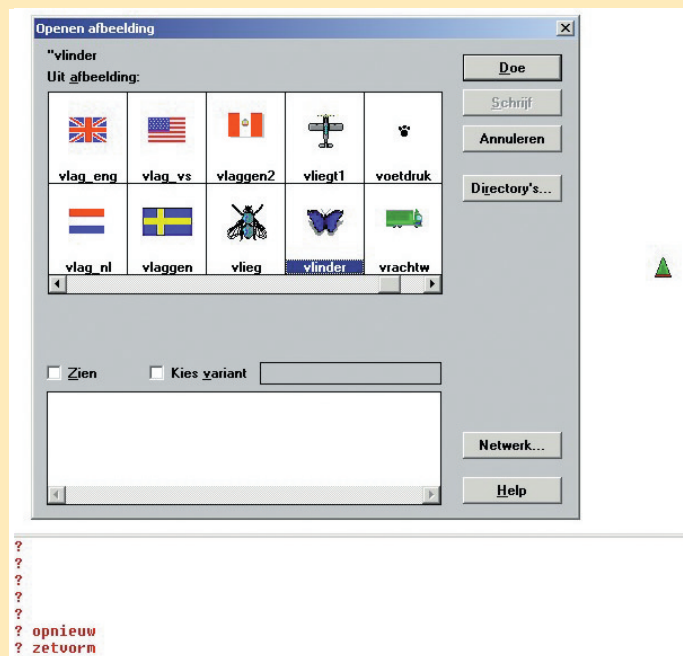 Openen afbeelding
"vlinder
Uit afbeelding:
vlag_eng vlag_vs vlaggen2 vliegt1 voetdruk
vlag_nl vlaggen vlieg vlinder vrachtw
Zien Kies variant
Doe
Schrijf
Annuleren
Directory's...
Netwerk...
Help
?
?
?
?
?
? opnieuw
? zetvorm